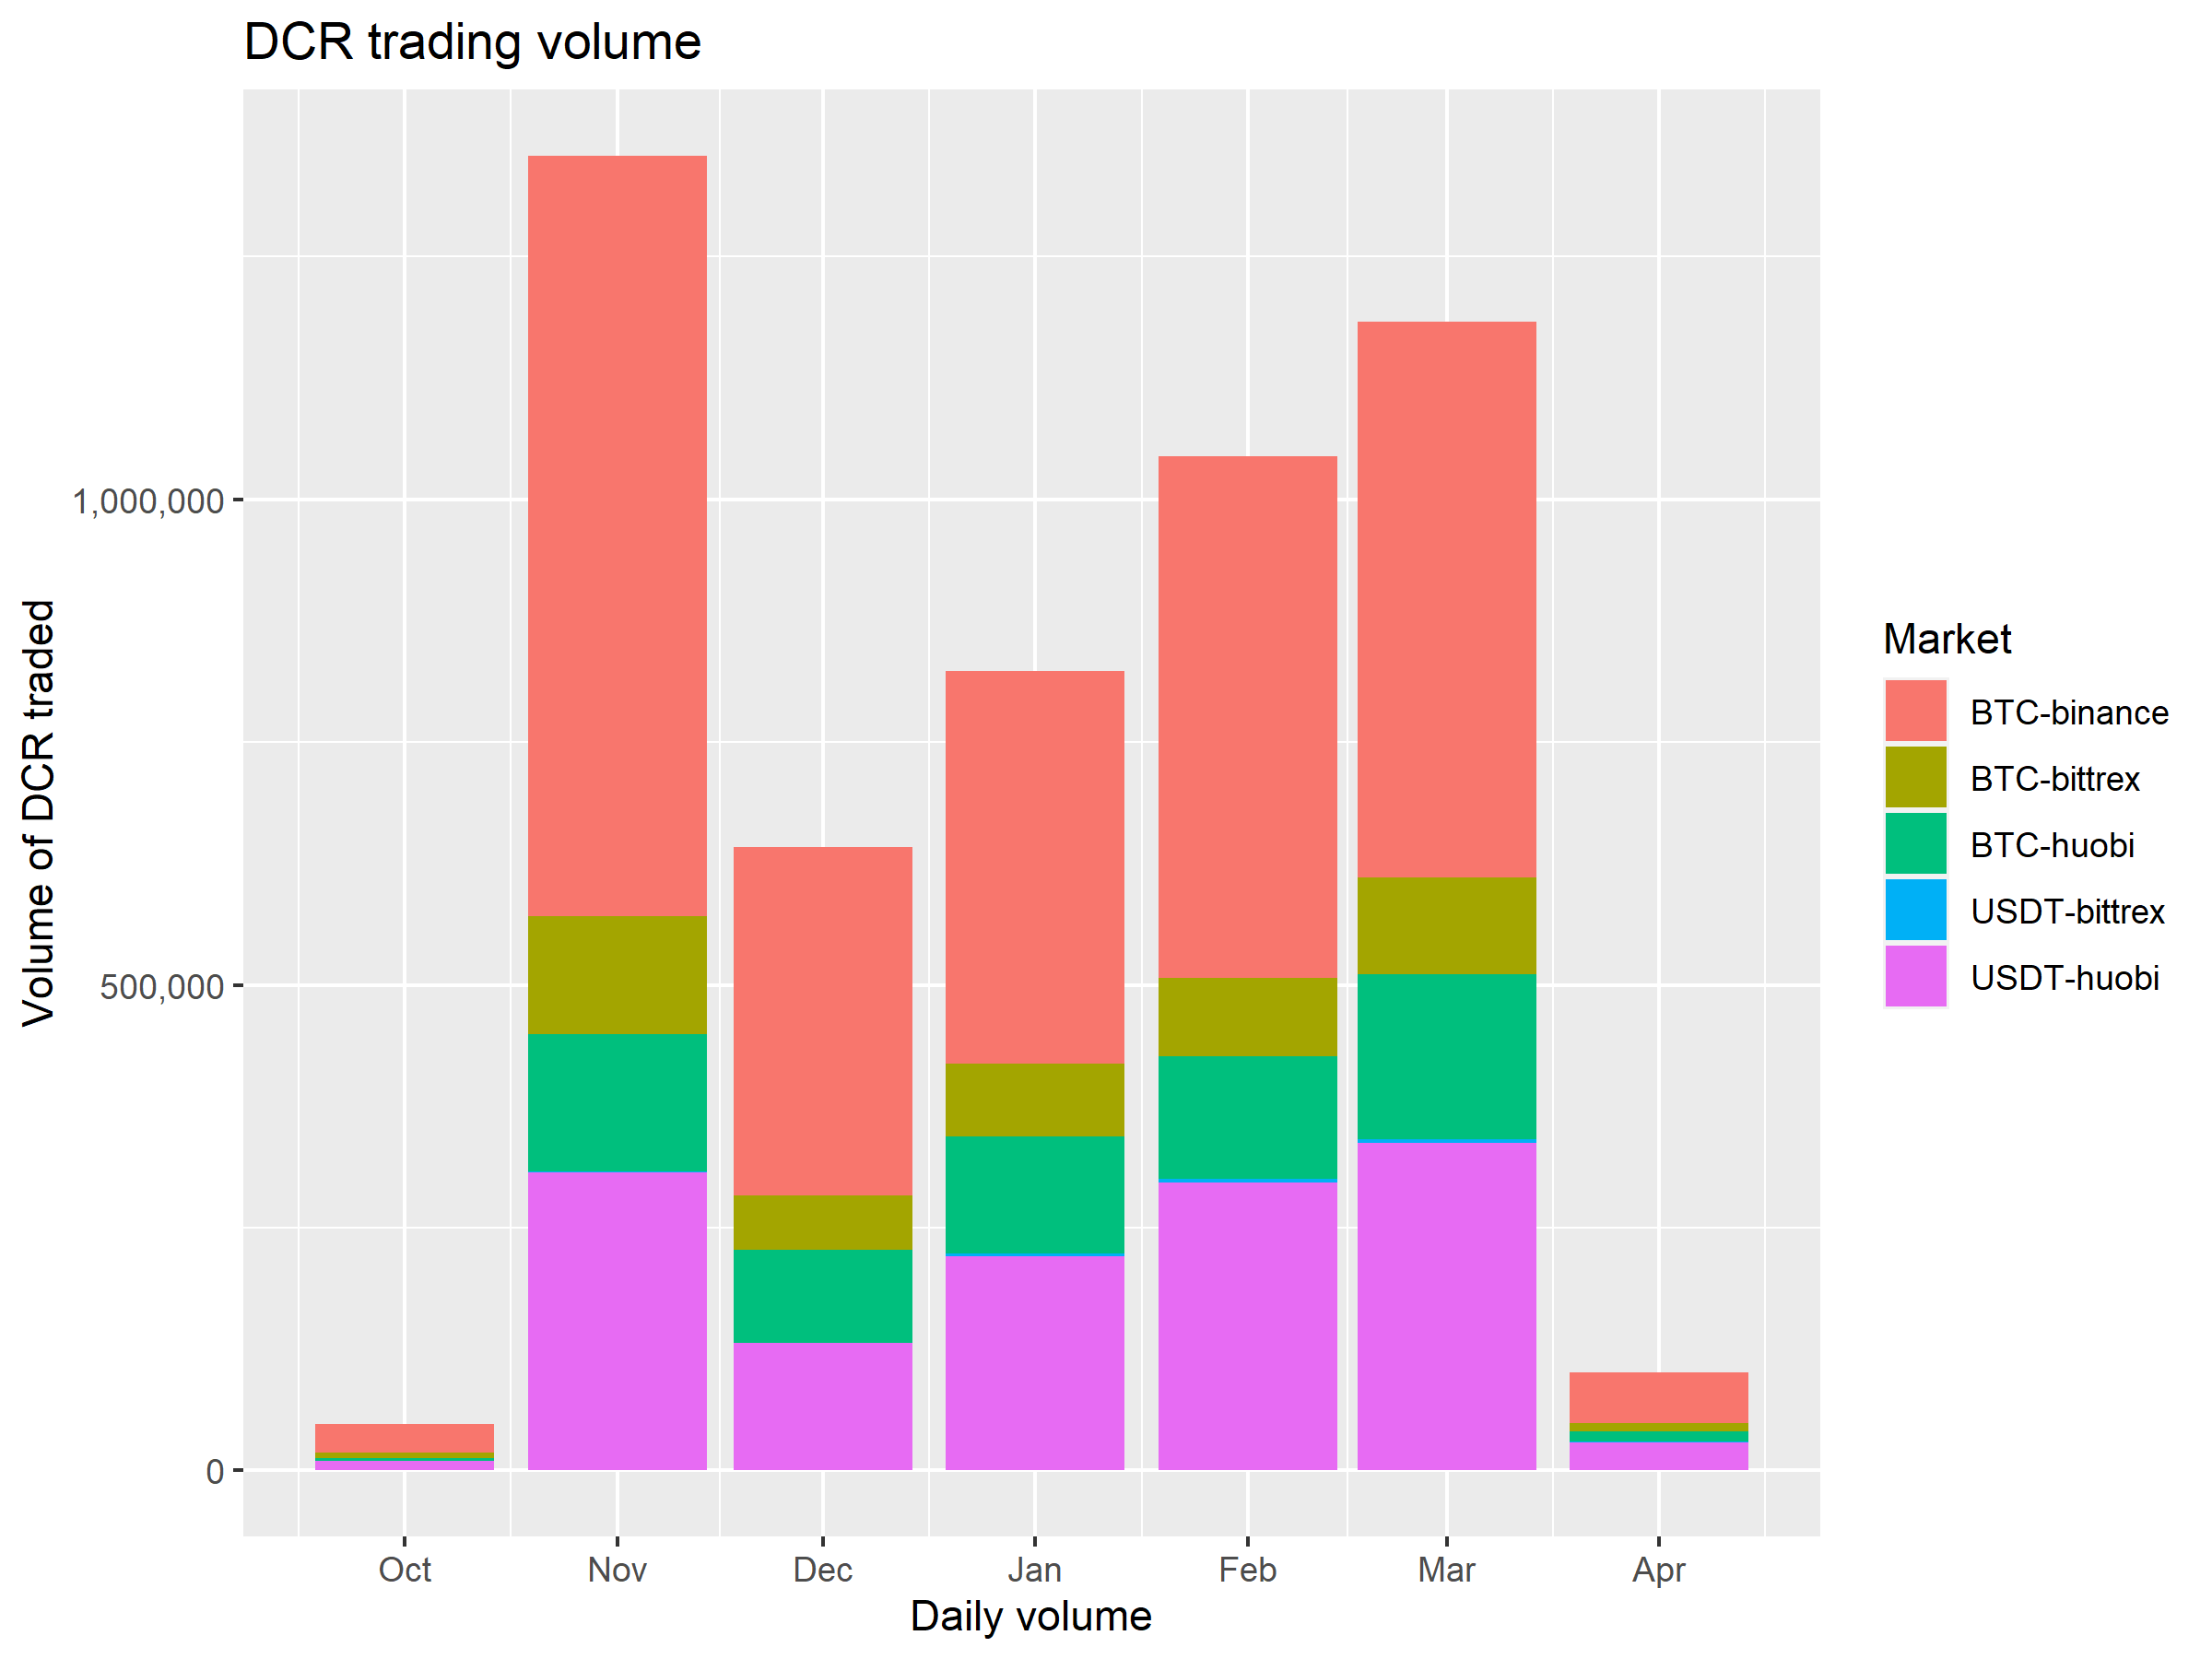 DCR trading volume
Volume of DCR traded
1,000,000
500,000
0
Oct Nov Dec Jan Feb Mar Apr
Daily volume
Market
BTC-binance
BTC-bittrex
BTC-huobi
USDT-bittrex
USDT-huobi